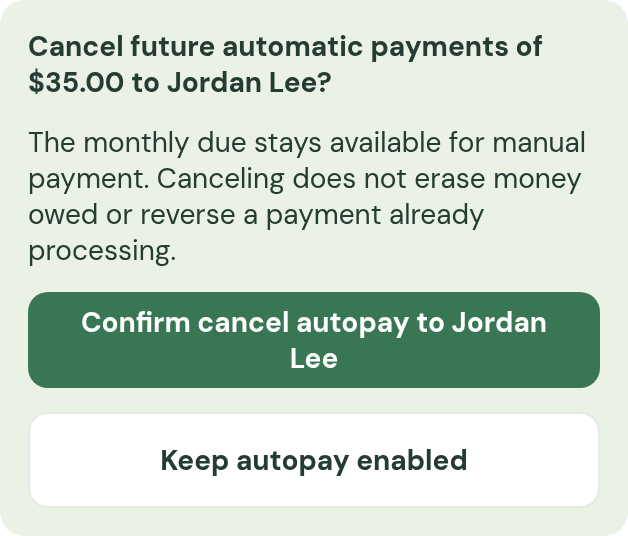 Cancel future automatic payments of
$35.00 to Jordan Lee?
The monthly due stays available for manual
payment. Canceling does not erase money
owed or reverse a payment already
processing.
Confirm cancel autopay to Jordan
Lee
Keep autopay enabled